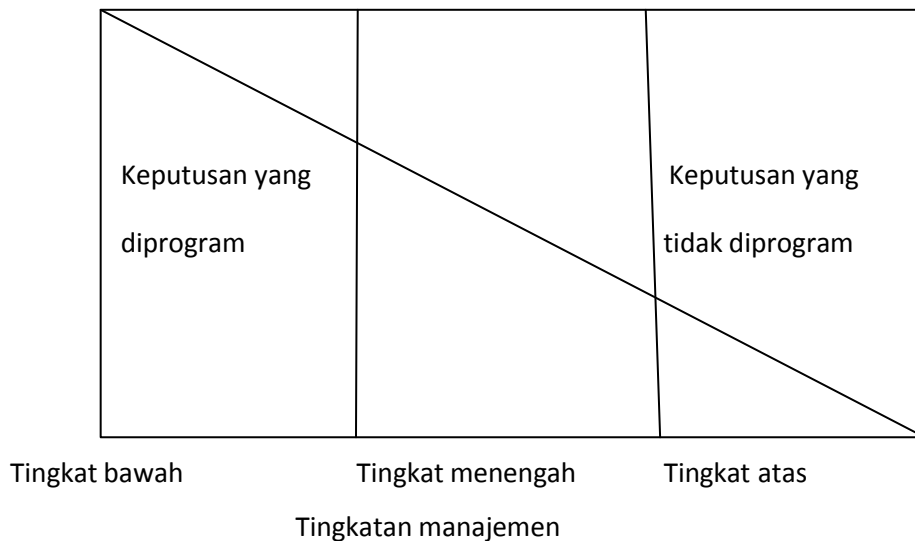 Keputusan yang
diprogram
Keputusan yang
tidak diprogram
Tingkat bawah
Tingkat menengah
Tingkat atas
Tingkatan manajemen